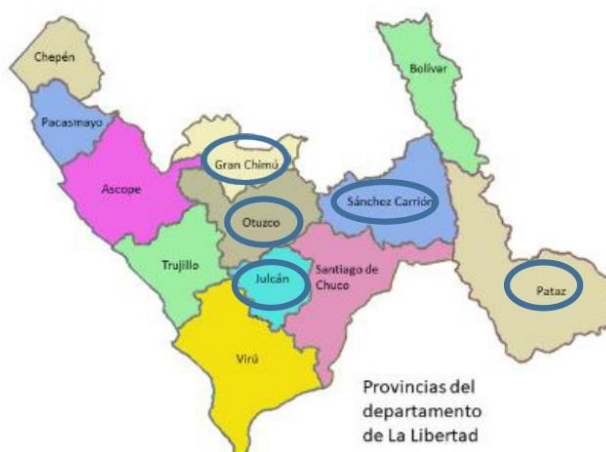 Chepén
Bolívar
Pacasmayo
Gran Chimú
Ascope
Sánchez Carrión
Otuzco
Trujillo
Julcán
Santiago de
Chuco
Pataz
Virú
Provincias del
departamento
de La Libertad